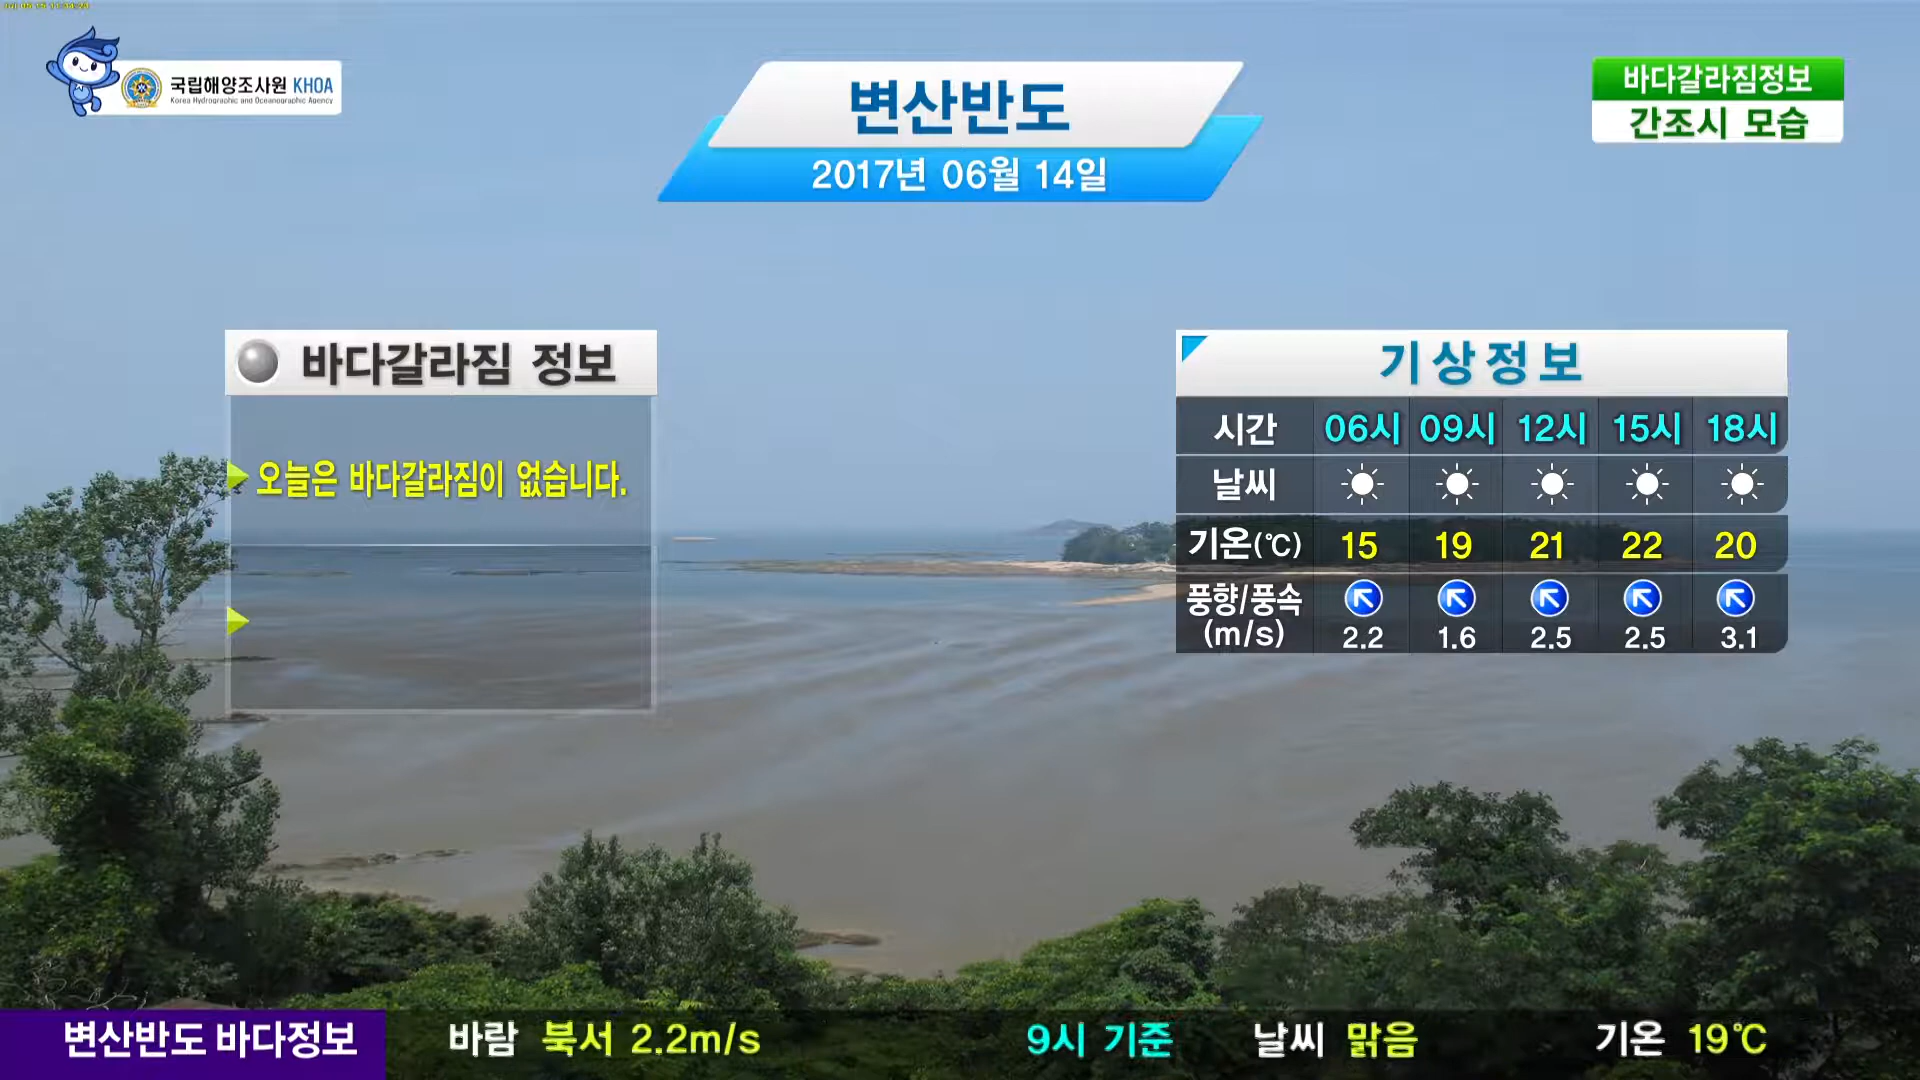 국립해양조사원 KHOA
Korea Hydrographic and Oceanographic Agency
변산반도
2017년 06월 14일
바다갈라짐정보
간조시 모습
바다갈라짐 정보
오늘은 바다갈라짐이 없습니다.
기상정보
시간 06시 09시 12시 15시 18시
날씨
기온(℃) 15 19 21 22 20
풍향/풍속
(m/s) 2.2 1.6 2.5 2.5 3.1
변산반도 바다정보 바람 북서 2.2m/s 9시 기준 날씨 맑음 기온 19℃